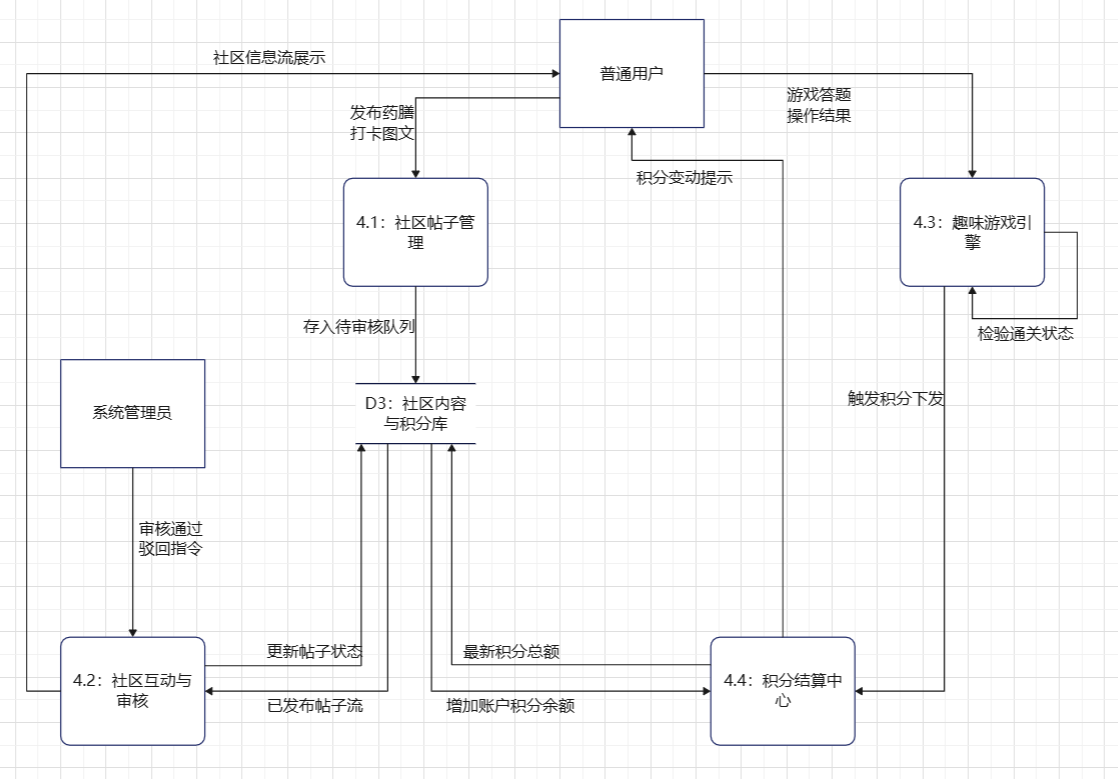 社区信息流展示
普通用户
发布药膳
打卡图文
游戏答题
操作结果
积分变动提示
4.1：社区帖子管
理
4.3：趣味游戏引
擎
存入待审核队列
检验通关状态
系统管理员
D3：社区内容
与积分库
触发积分下发
审核通过
驳回指令
更新帖子状态
最新积分总额
4.2：社区互动与
审核
已发布帖子流
增加账户积分余额
4.4：积分结算中
心